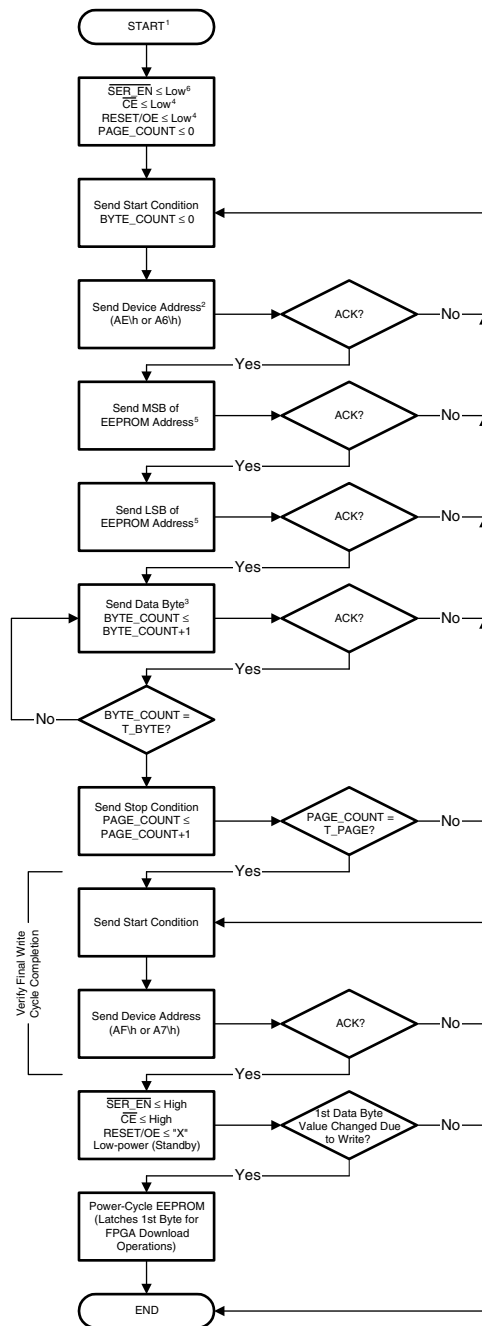 START¹
SER_EN ≤ Low⁶
CE ≤ Low⁴
RESET/OE ≤ Low⁴
PAGE_COUNT ≤ 0
Send Start Condition
BYTE_COUNT ≤ 0
Send Device Address²
(AE\h or A6\h)
ACK?
No
Yes
Send MSB of
EEPROM Address⁵
ACK?
No
Yes
Send LSB of
EEPROM Address⁵
ACK?
No
Yes
Send Data Byte³
BYTE_COUNT ≤
BYTE_COUNT+1
ACK?
No
Yes
BYTE_COUNT =
T_BYTE?
No
Send Stop Condition
PAGE_COUNT ≤
PAGE_COUNT+1
PAGE_COUNT =
T_PAGE?
No
Yes
Verify Final Write
Cycle Completion
Send Start Condition
Send Device Address
(AF\h or A7\h)
ACK?
No
Yes
SER_EN ≤ High
CE ≤ High
RESET/OE ≤ "X"
Low-power (Standby)
1st Data Byte
Value Changed Due
to Write?
No
Yes
Power-Cycle EEPROM
(Latches 1st Byte for
FPGA Download
Operations)
END